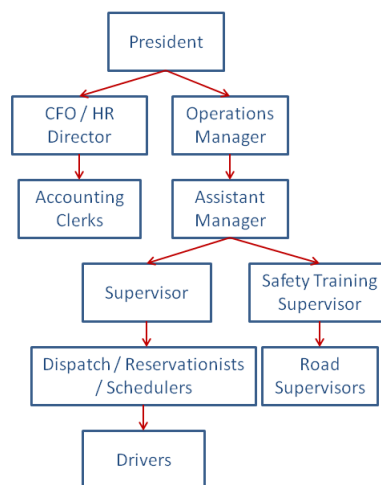 President
CFO / HR
Director
Operations
Manager
Accounting
Clerks
Assistant
Manager
Supervisor
Safety Training
Supervisor
Dispatch / Reservationists
/ Schedulers
Road
Supervisors
Drivers